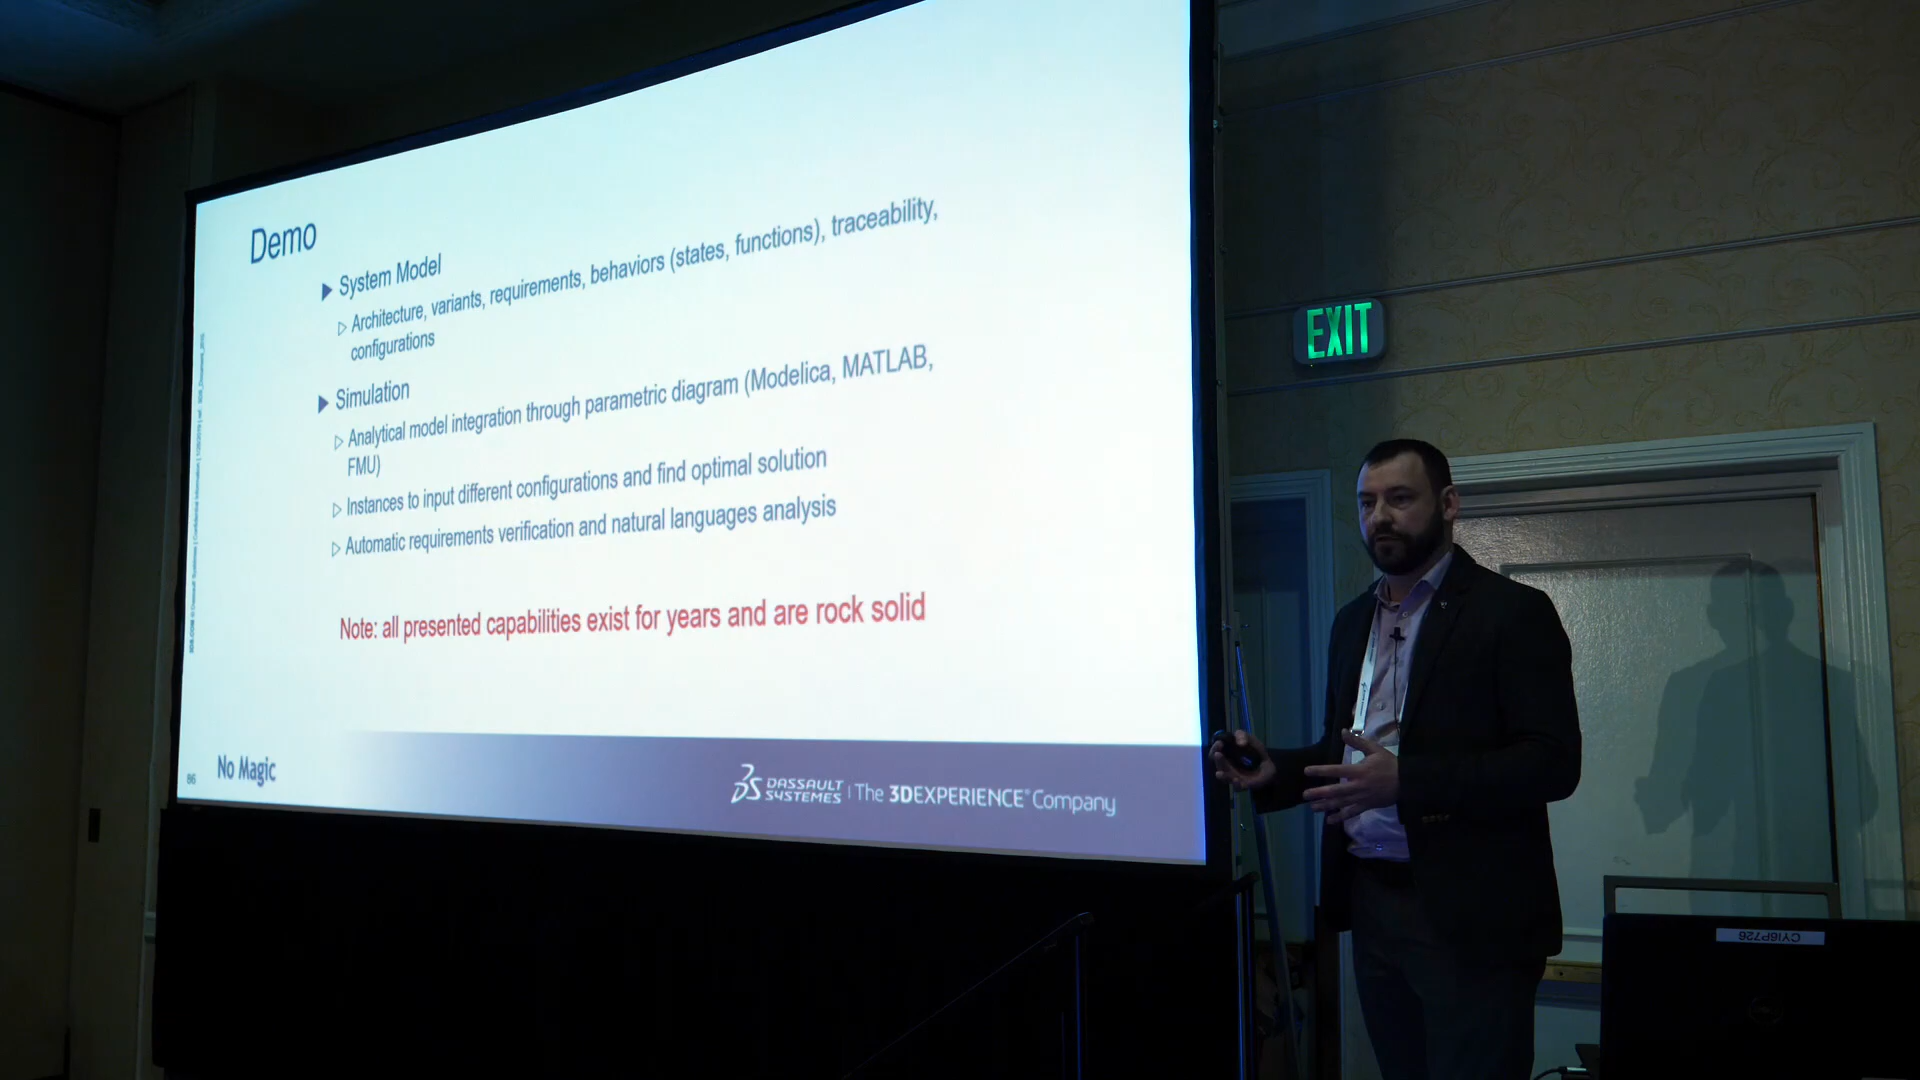 Demo
System Model
Architecture, variants, requirements, behaviors (states, functions), traceability,
configurations
Simulation
Analytical model integration through parametric diagram (Modelica, MATLAB,
FMU)
Instances to input different configurations and find optimal solution
Automatic requirements verification and natural languages analysis
Note: all presented capabilities exist for years and are rock solid
86
No Magic
DASSAULT
SYSTEMES | The 3DEXPERIENCE® Company
EXIT
CYI6P726